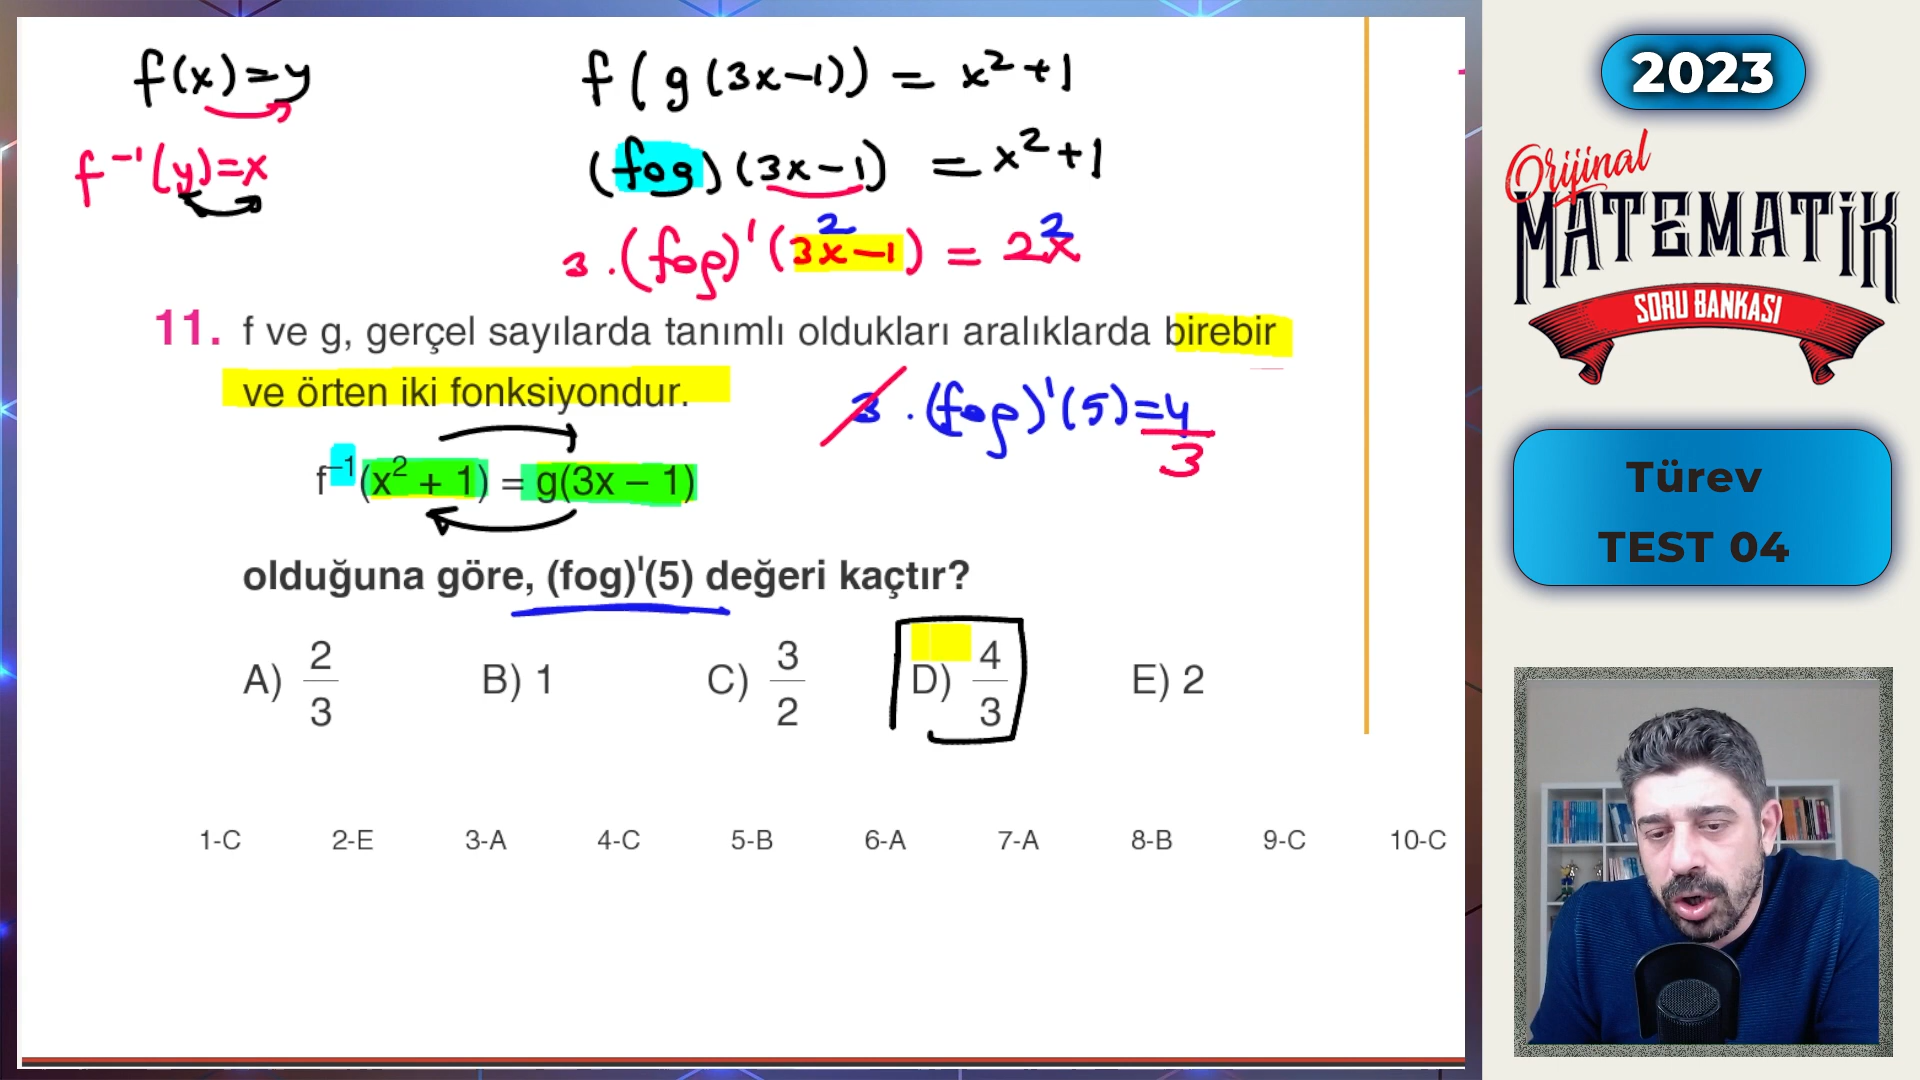 f(x)=y
f⁻¹(y)=x
f(g(3x-1)) = x²+1
(fog)(3x-1) = x²+1
3.(fog)'(3x-1) = 2x
2 2
11. f ve g, gerçel sayılarda tanımlı oldukları aralıklarda birebir
ve örten iki fonksiyondur.
3.(fog)'(5)=4
3
f⁻¹(x² + 1) = g(3x – 1)
olduğuna göre, (fog)'(5) değeri kaçtır?
A) 2/3 B) 1 C) 3/2 D) 4/3 E) 2
1-C 2-E 3-A 4-C 5-B 6-A 7-A 8-B 9-C 10-C
2023
Orijinal
MATEMATİK
SORU BANKASI
Türev
TEST 04